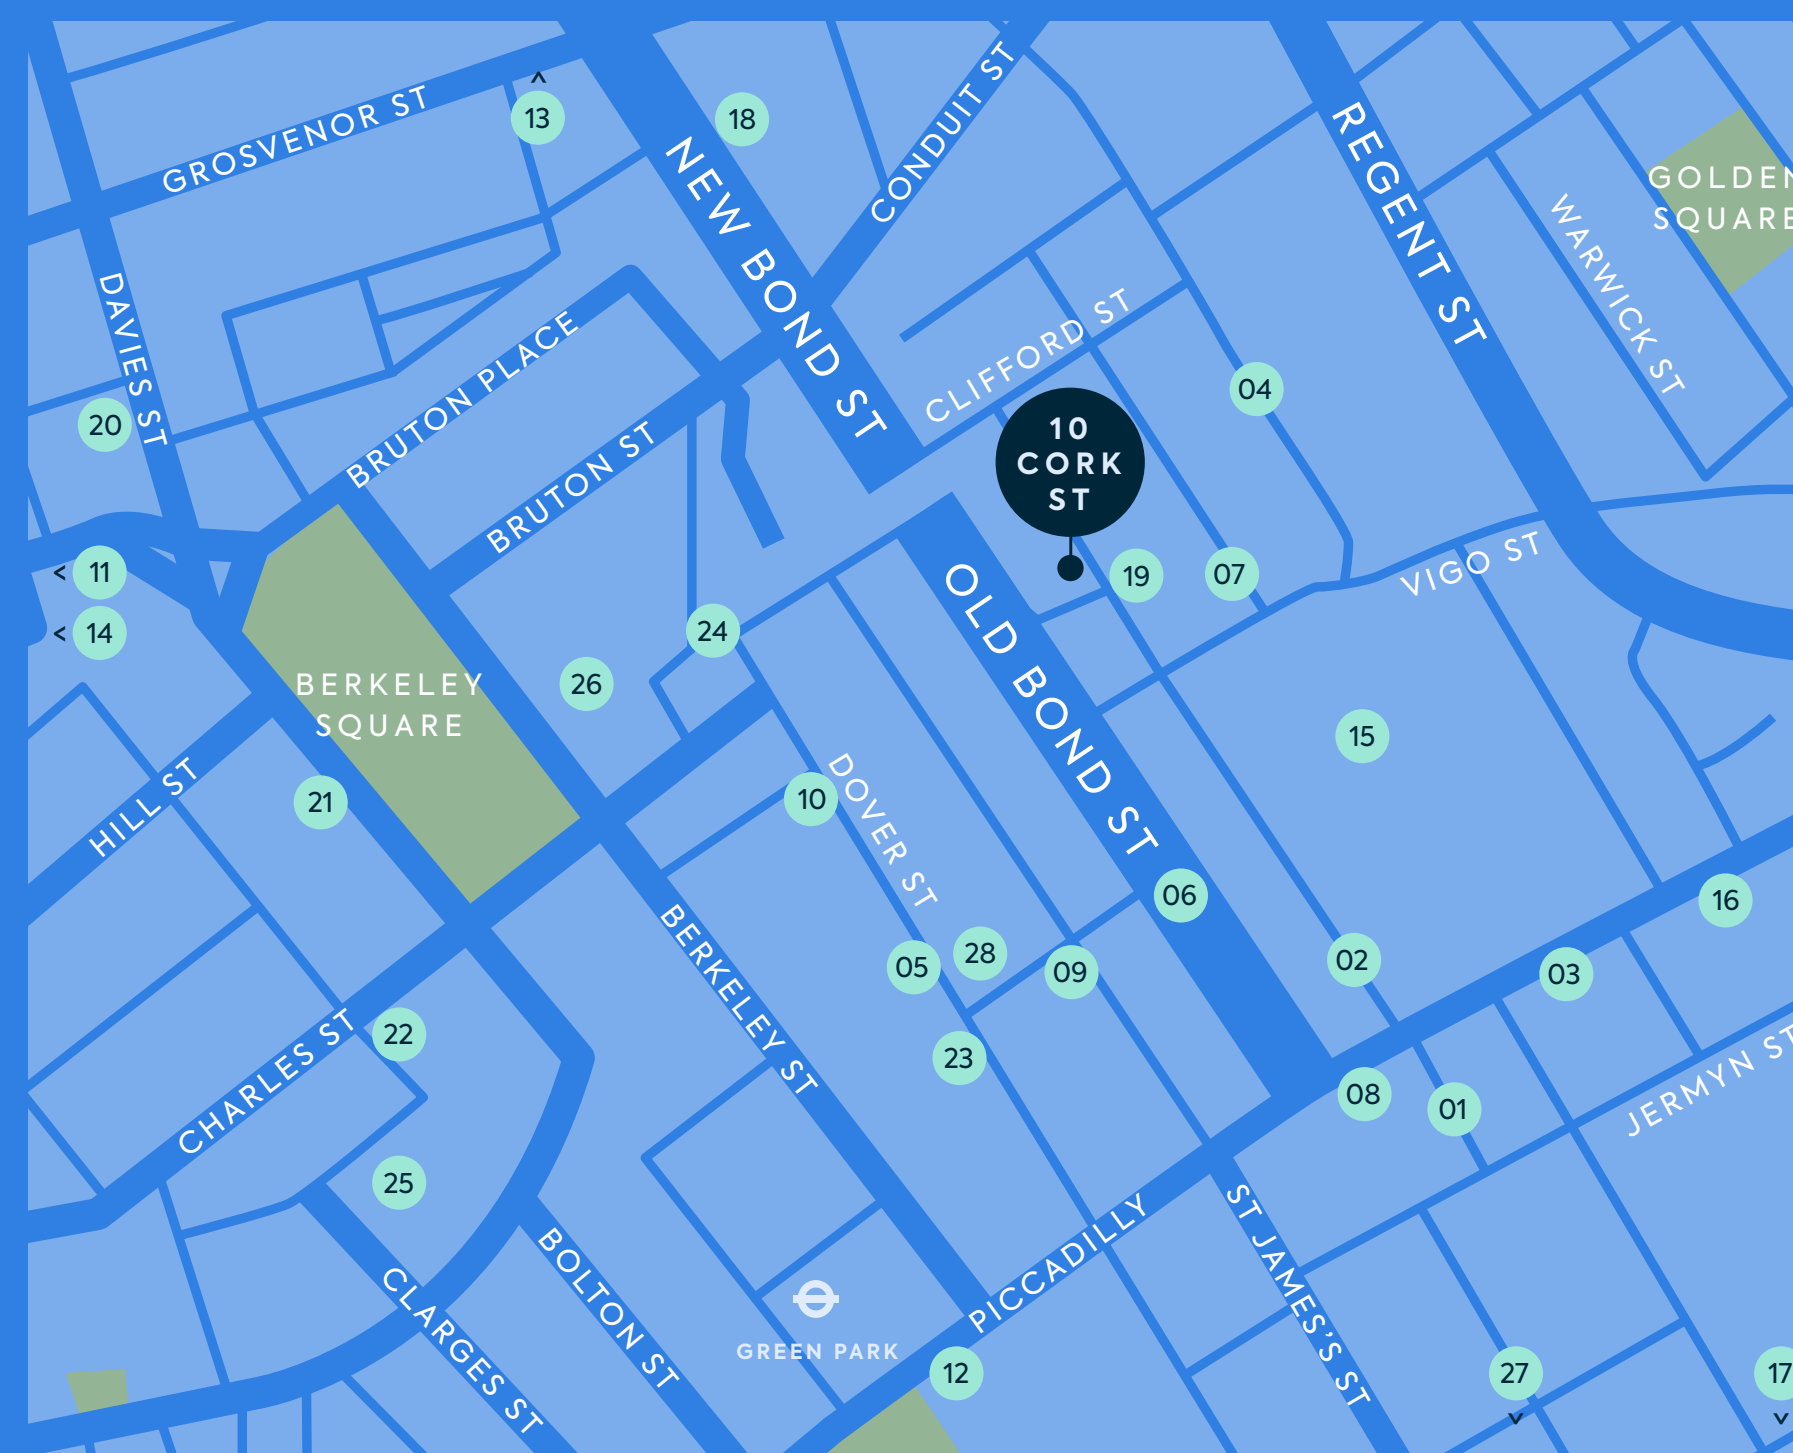 GROSVENOR ST
^
13
18
CONDUIT ST
NEW BOND ST
REGENT ST
GOLDEN
SQUARE
WARWICK ST
DAVIES ST
20
BRUTON PLACE
BRUTON ST
CLIFFORD ST
04
10
CORK
ST
< 11
< 14
19
07
VIGO ST
OLD BOND ST
24
26
BERKELEY
SQUARE
15
HILL ST
21
10
DOVER ST
06
16
BERKELEY ST
05
28
09
02
03
22
CHARLES ST
23
08
01
JERMYN ST
25
PICCADILLY
ST JAMES'S ST
BOLTON ST
CLARGES ST
GREEN PARK
12
27
˅
17
˅